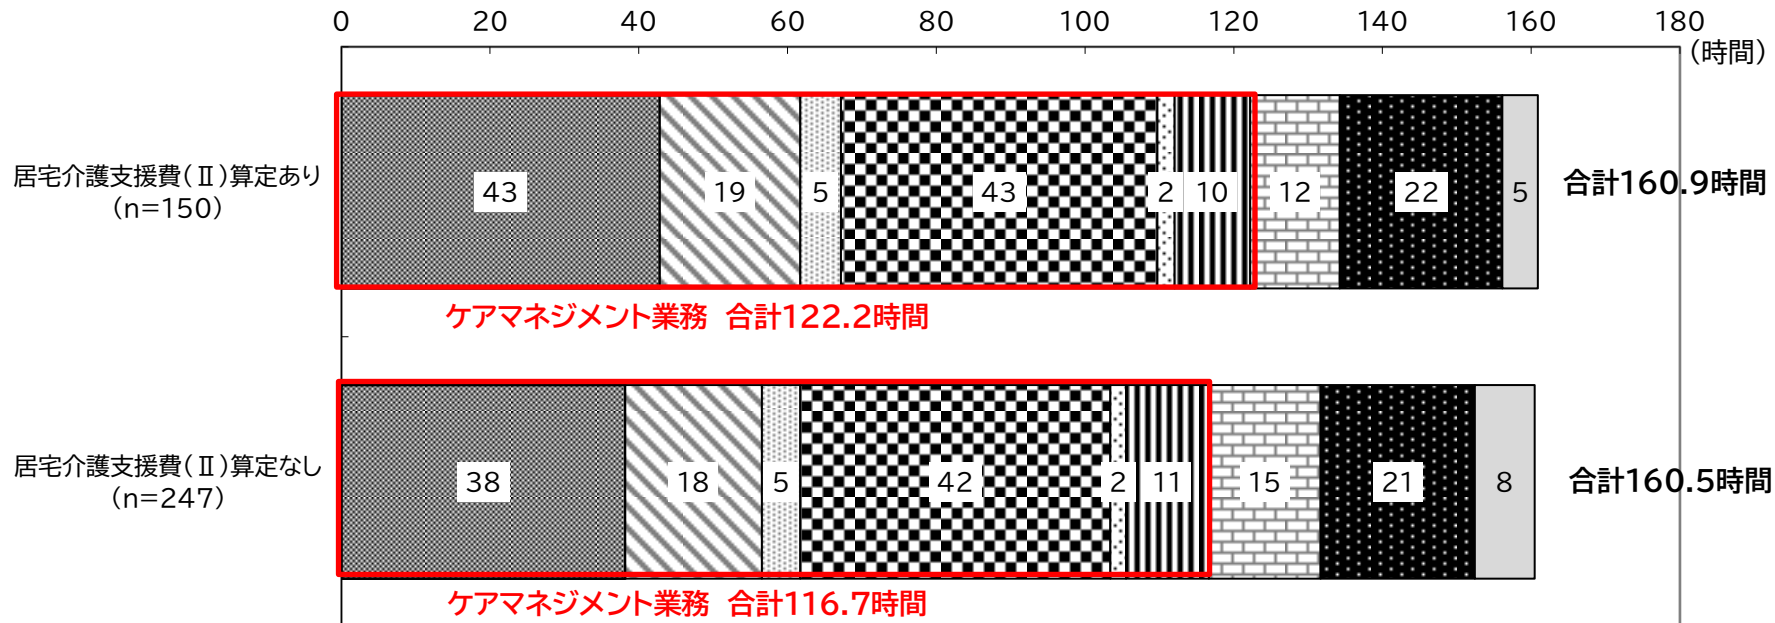 0 20 40 60 80 100 120 140 160 180
(時間)
居宅介護支援費(Ⅱ)算定あり
(n=150)
43 19 5 43 2 10 12 22 5
合計160.9時間
ケアマネジメント業務 合計122.2時間
居宅介護支援費(Ⅱ)算定なし
(n=247)
38 18 5 42 2 11 15 21 8
合計160.5時間
ケアマネジメント業務 合計116.7時間